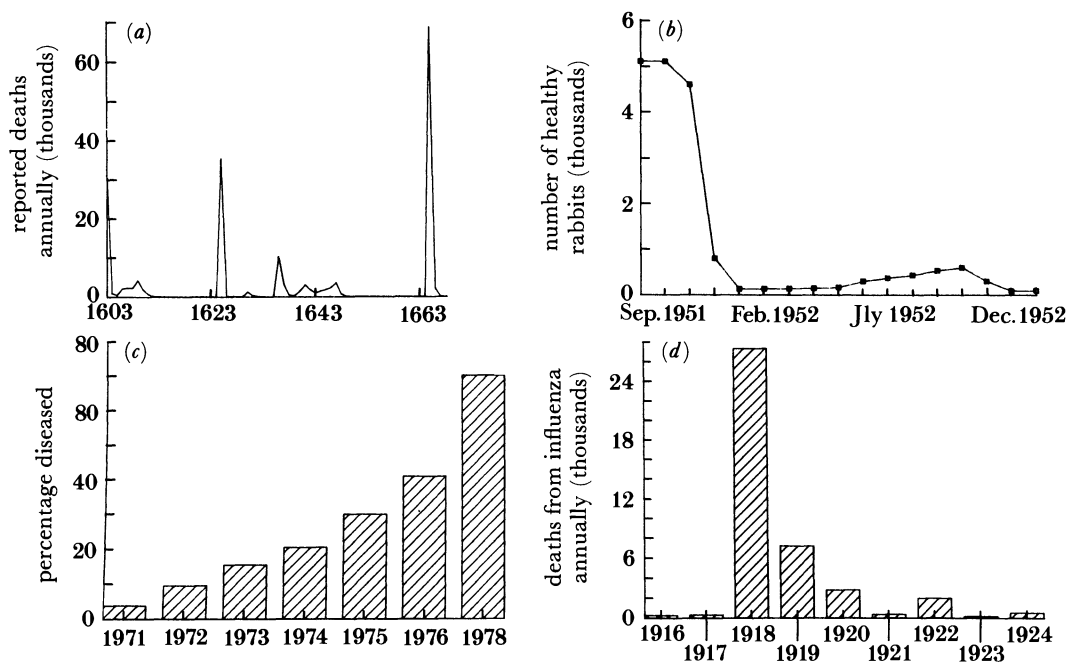 (a)
reported deaths
annually (thousands)
60
40
20
0
1603
1623
1643
1663
(b)
number of healthy
rabbits (thousands)
6
4
2
0
Sep. 1951
Feb. 1952
Jly 1952
Dec. 1952
(c)
percentage diseased
80
80
40
20
0
1971
1972
1973
1974
1975
1976
1978
(d)
deaths from influenza
annually (thousands)
24
18
12
6
0
1916
1917
1918
1919
1920
1921
1922
1923
1924